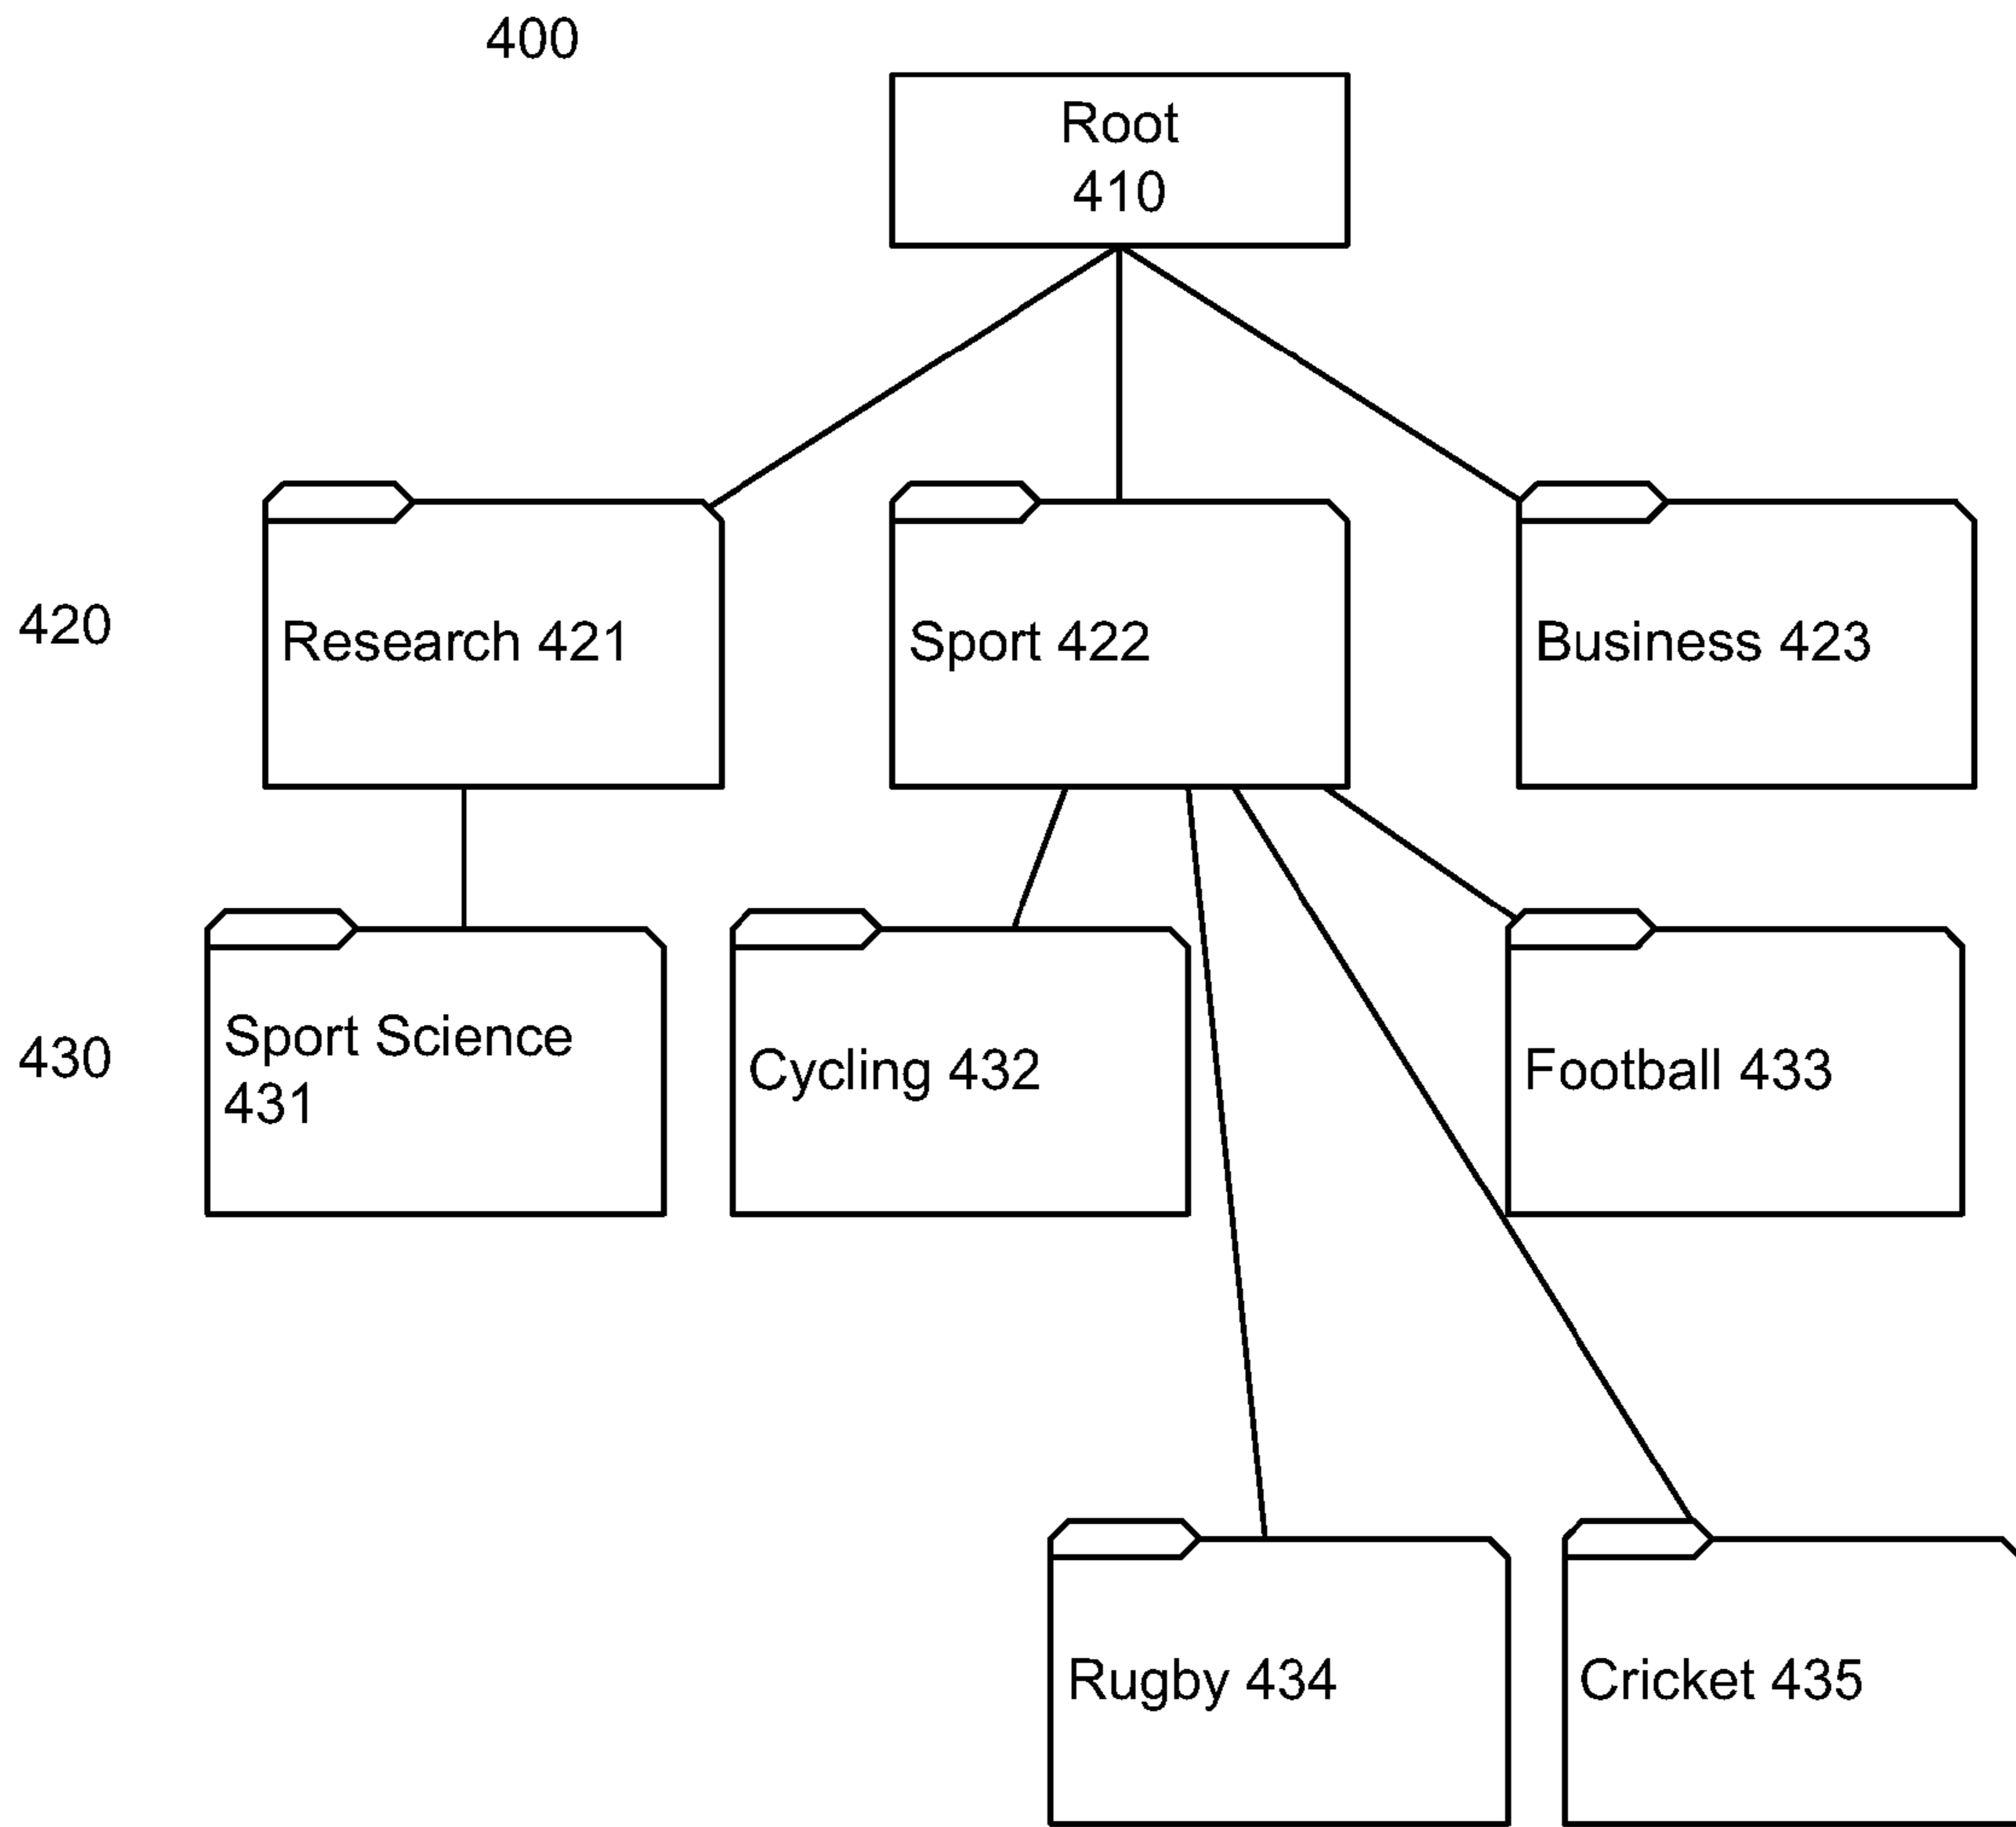 400
Root
410
420
Research 421
Sport 422
Business 423
430
Sport Science
431
Cycling 432
Football 433
Rugby 434
Cricket 435